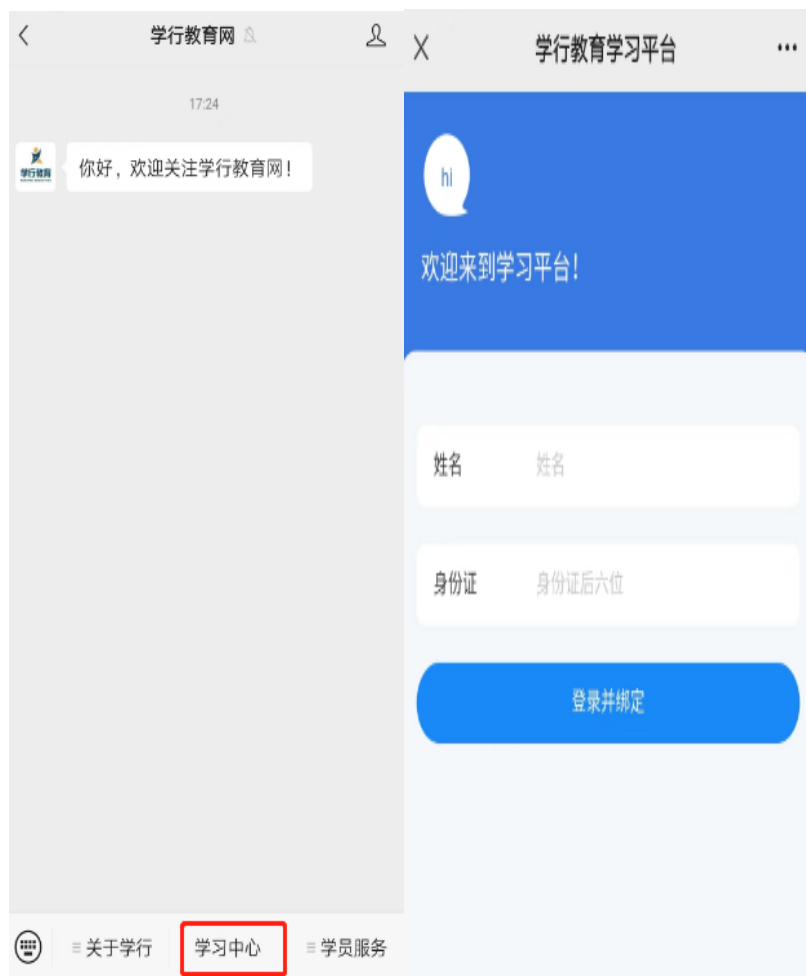 学行教育网
17:24
学行教育
你好，欢迎关注学行教育网！
关于学行
学习中心
学员服务
学行教育学习平台
hi
欢迎来到学习平台！
姓名 姓名
身份证 身份证后六位
登录并绑定